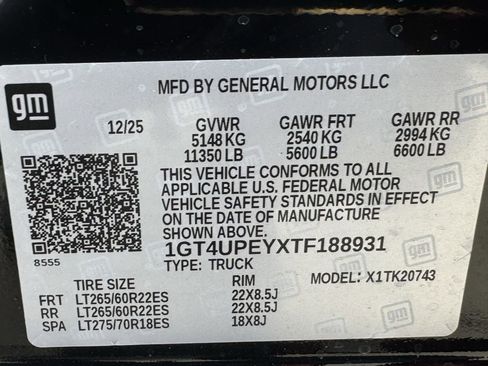 gm
MFD BY GENERAL MOTORS LLC
12/25 GVWR GAWR FRT GAWR RR
5148 KG 2540 KG 2994 KG
11350 LB 5600 LB 6600 LB
THIS VEHICLE CONFORMS TO ALL
APPLICABLE U.S. FEDERAL MOTOR
VEHICLE SAFETY STANDARDS IN EFFECT
ON THE DATE OF MANUFACTURE
SHOWN ABOVE.
8555 1GT4UPEYXTF188931
TYPE: TRUCK MODEL: X1TK20743
TIRE SIZE RIM
FRT LT265/60R22ES 22X8.5J
RR LT265/60R22ES 22X8.5J
SPA LT275/70R18ES 18X8J